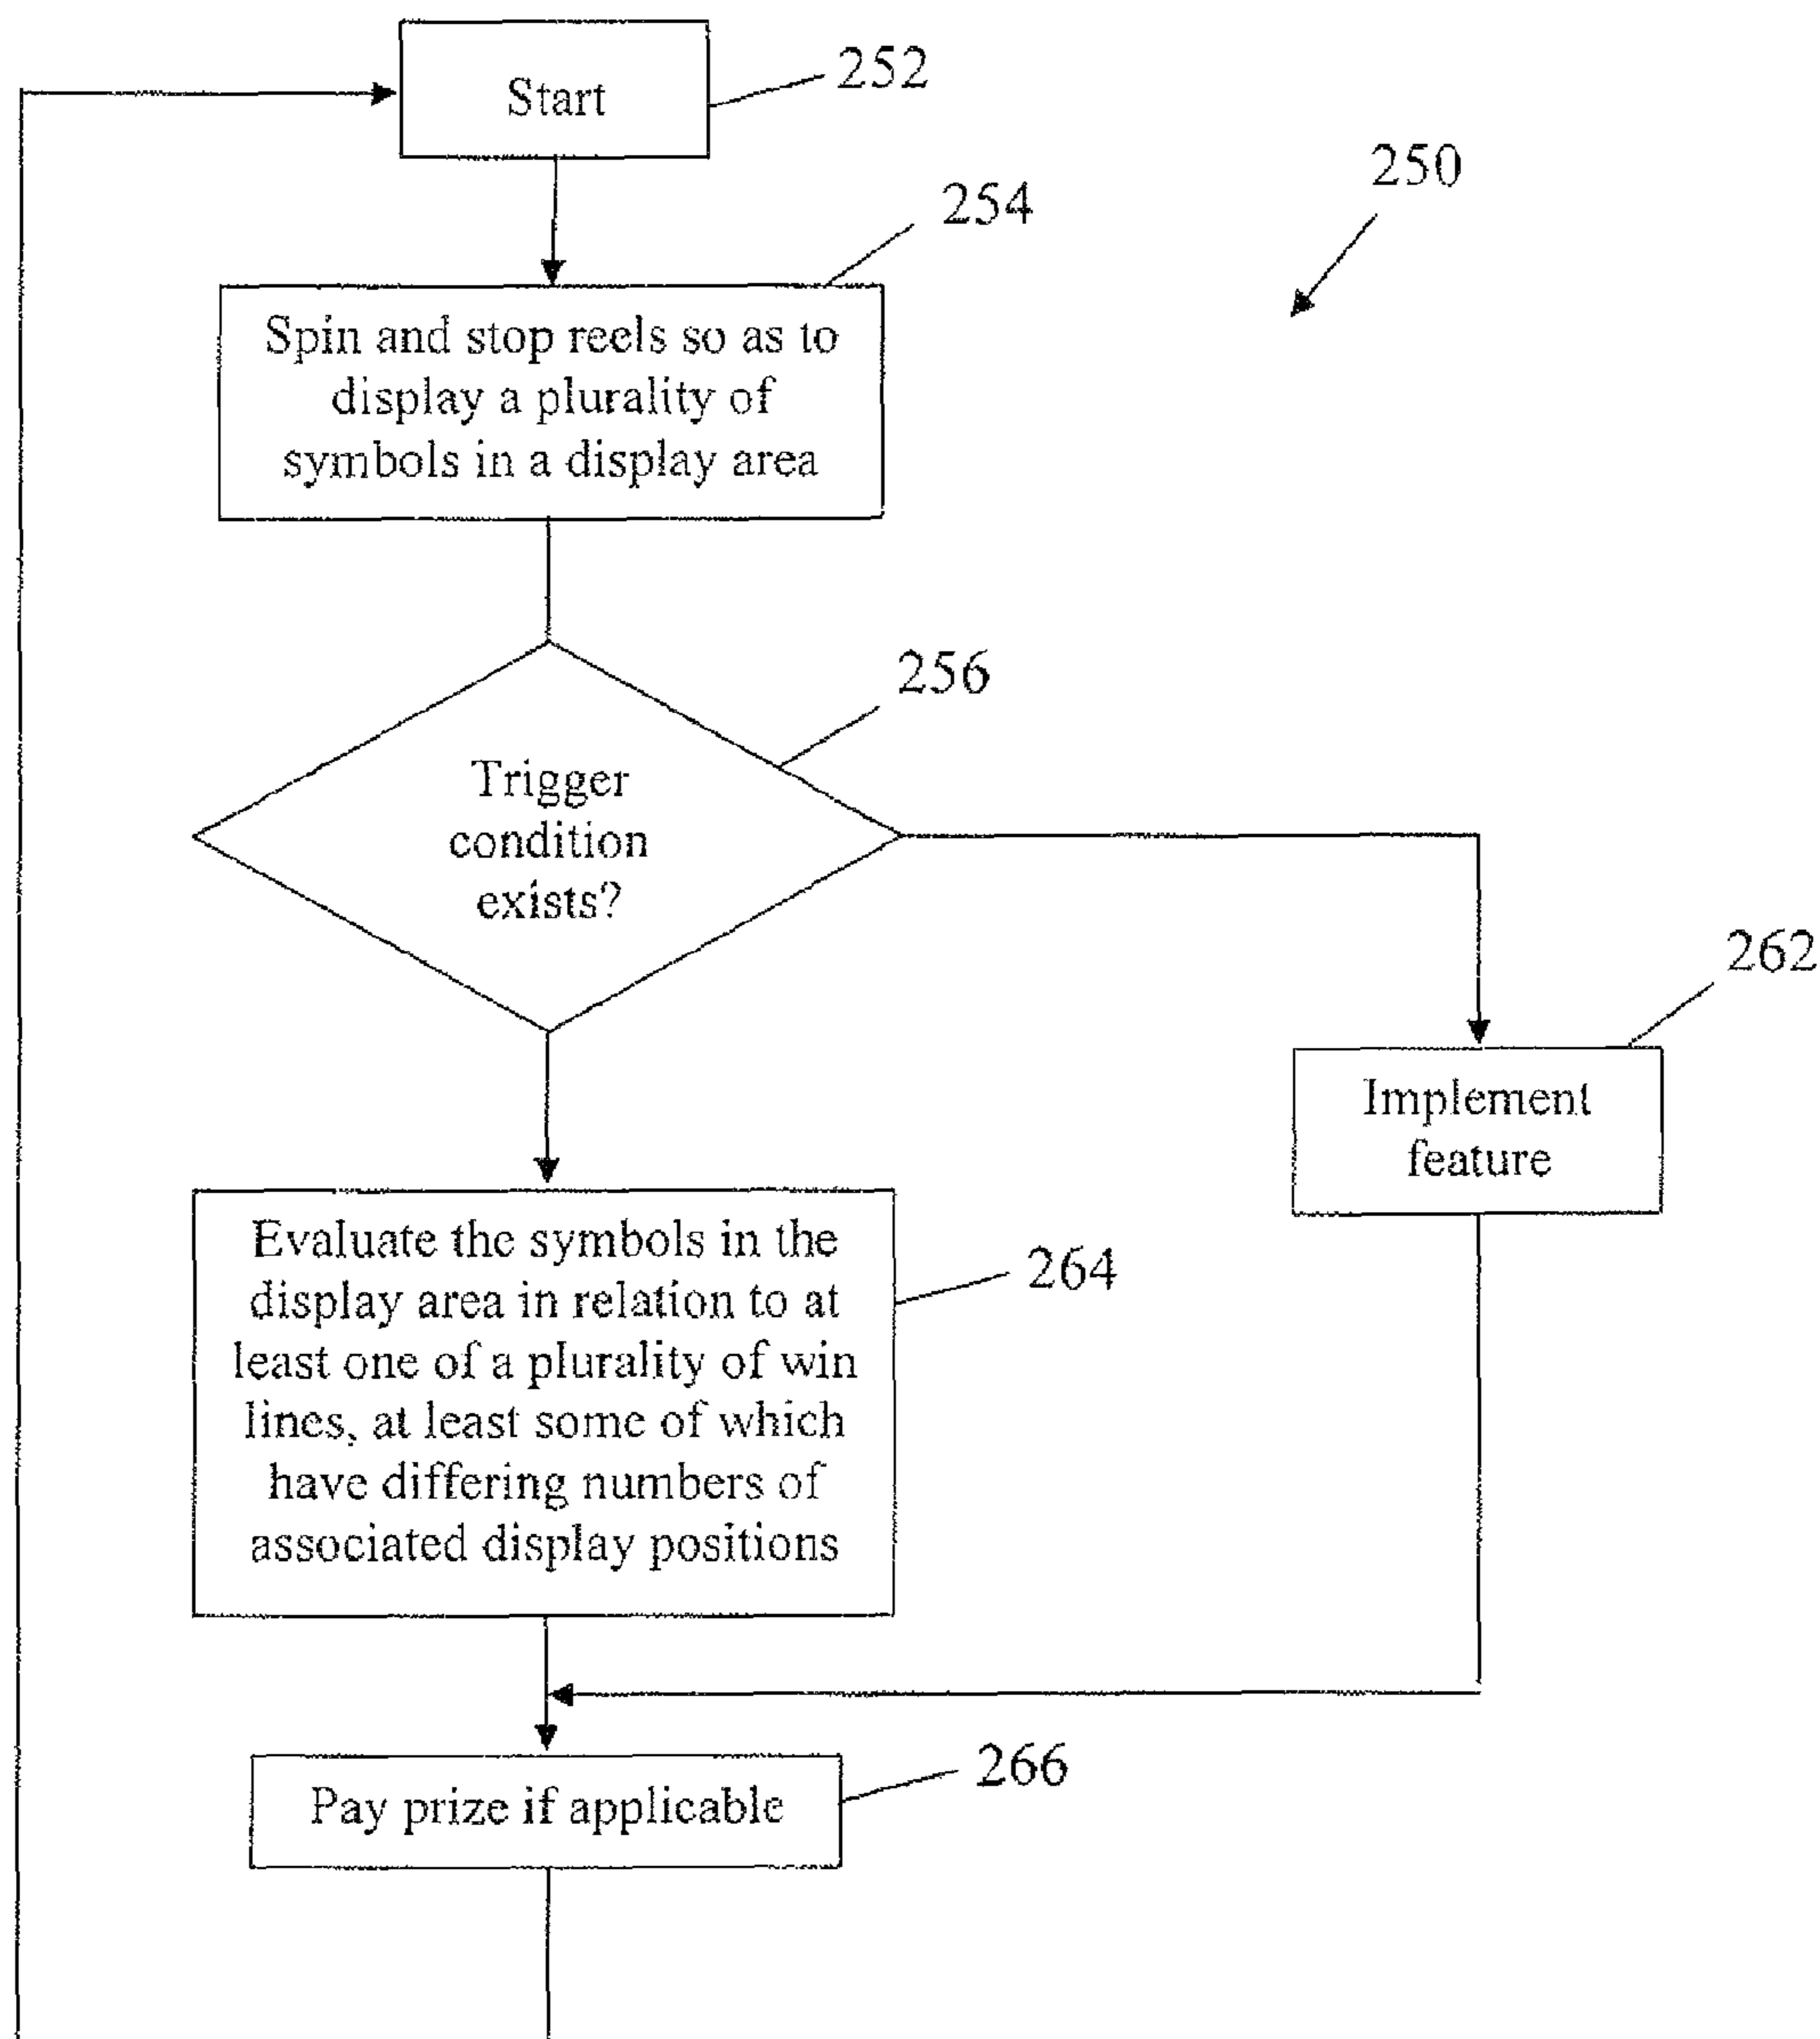 Start
252
250
254
Spin and stop reels so as to
display a plurality of
symbols in a display area
256
Trigger
condition
exists?
262
Implement
feature
Evaluate the symbols in the
display area in relation to at
least one of a plurality of win
lines, at least some of which
have differing numbers of
associated display positions
264
266
Pay prize if applicable